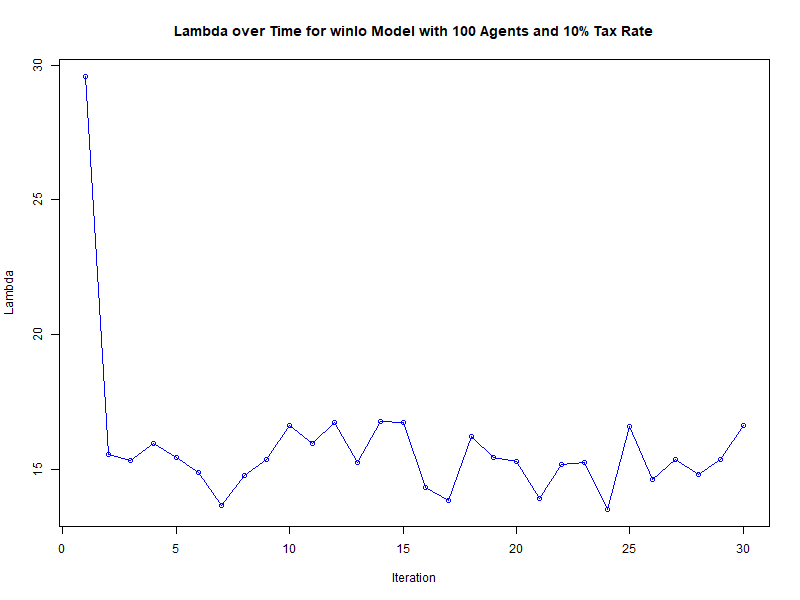 Lambda over Time for winlo Model with 100 Agents and 10% Tax Rate
30
25
20
15
Lambda
0 5 10 15 20 25 30
Iteration